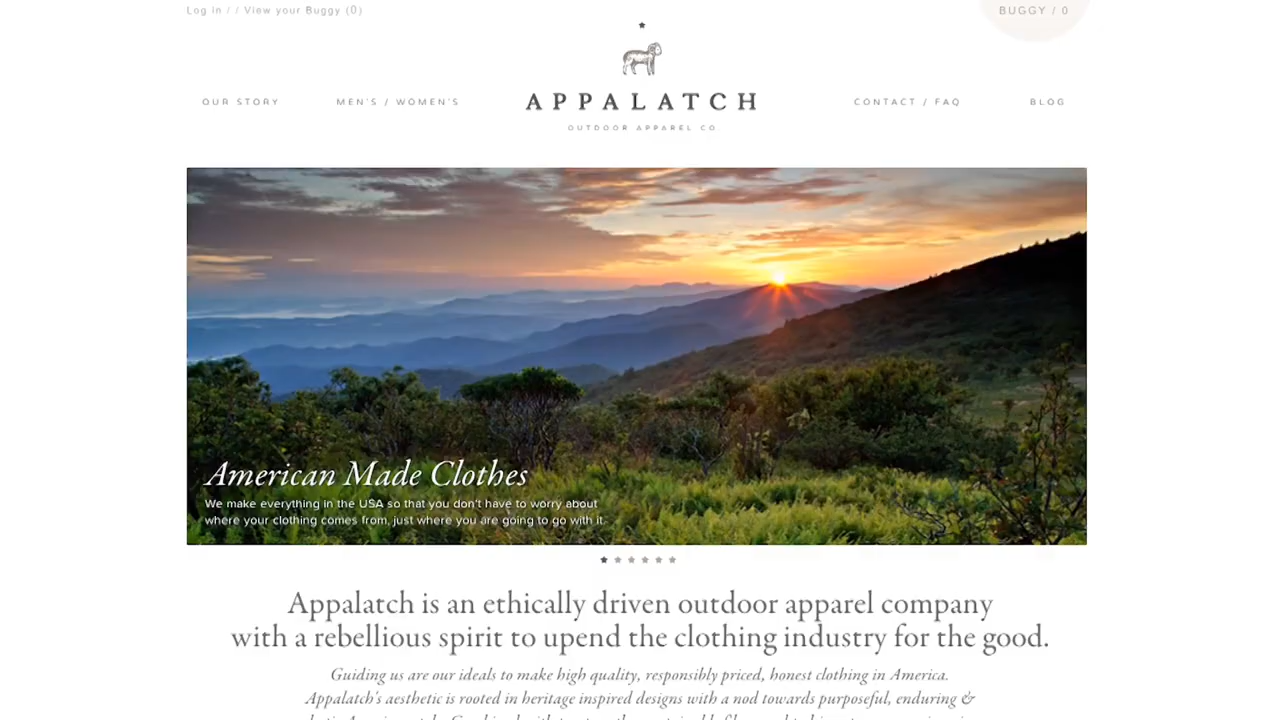 Log in // View your Buggy (0)
BUGGY / 0
OUR STORY
MEN'S / WOMEN'S
APPALATCH
OUTDOOR APPAREL CO
CONTACT / FAQ
BLOG
American Made Clothes
We make everything in the USA so that you don't have to worry about
where your clothing comes from, just where you are going to go with it.
Appalatch is an ethically driven outdoor apparel company
with a rebellious spirit to upend the clothing industry for the good.
Guiding us are our ideals to make high quality, responsibly priced, honest clothing in America.
Appalatch's aesthetic is rooted in heritage inspired designs with a nod towards purposeful, enduring &